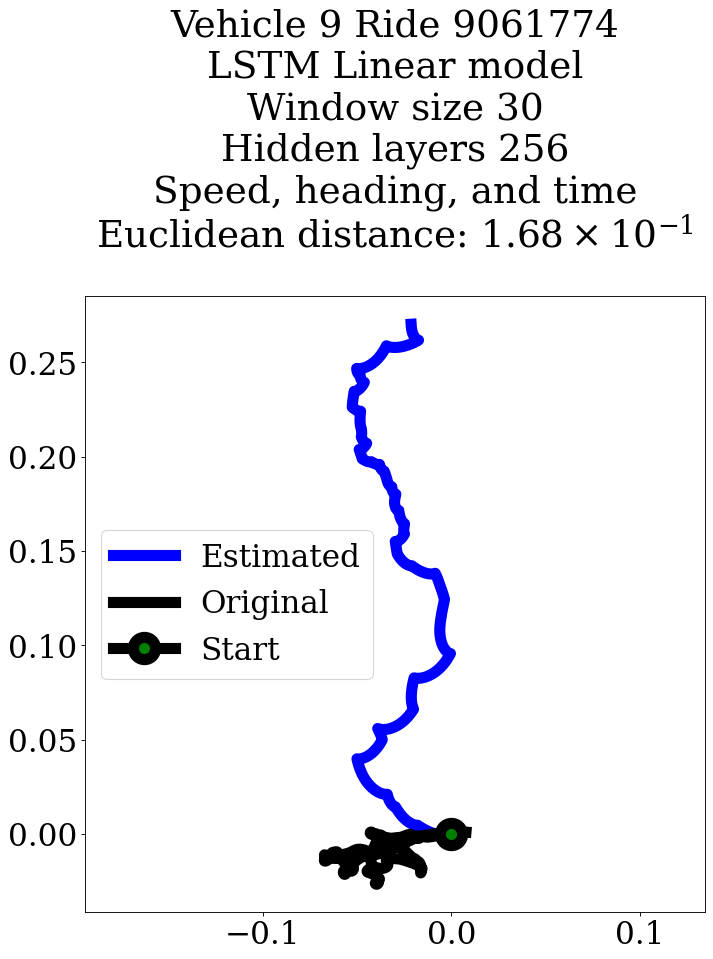 Vehicle 9 Ride 9061774
LSTM Linear model
Window size 30
Hidden layers 256
Speed, heading, and time
Euclidean distance: 1.68 × 10⁻¹
0.25
0.20
0.15
0.10
0.05
0.00
Estimated
Original
Start
−0.1
0.0
0.1